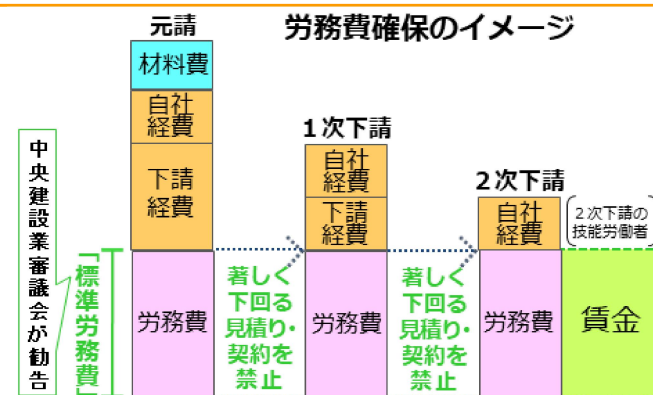 労務費確保のイメージ
元請
材料費
自社
経費
下請
経費
労務費
中央建設業審議会が勧告
「標準労務費」
著しく
下回る
見積り・
契約を
禁止
1次下請
自社
経費
下請
経費
労務費
著しく
下回る
見積り・
契約を
禁止
2次下請
自社
経費
労務費
2次下請の
技能労働者
賃金